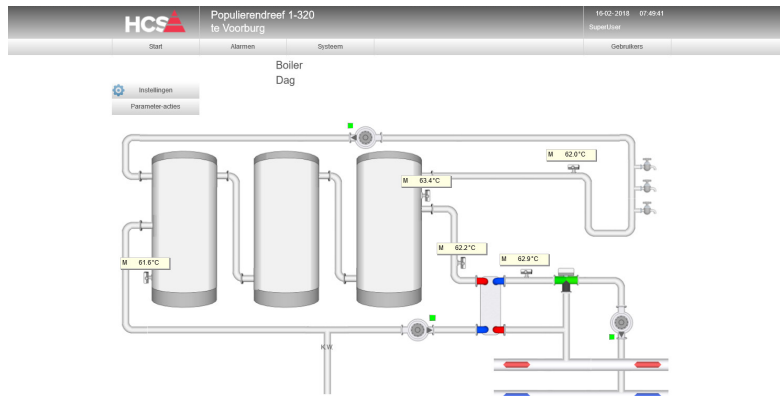 HCS
Populierendreef 1-320
te Voorburg
16-02-2018 07:49:41
SuperUser
Start
Alarmen
Systeem
Gebruikers
Boiler
Dag
Instellingen
Parameter-acties
M 62.0°C
M 63.4°C
M 62.2°C
M 62.9°C
M 61.6°C
K.W.